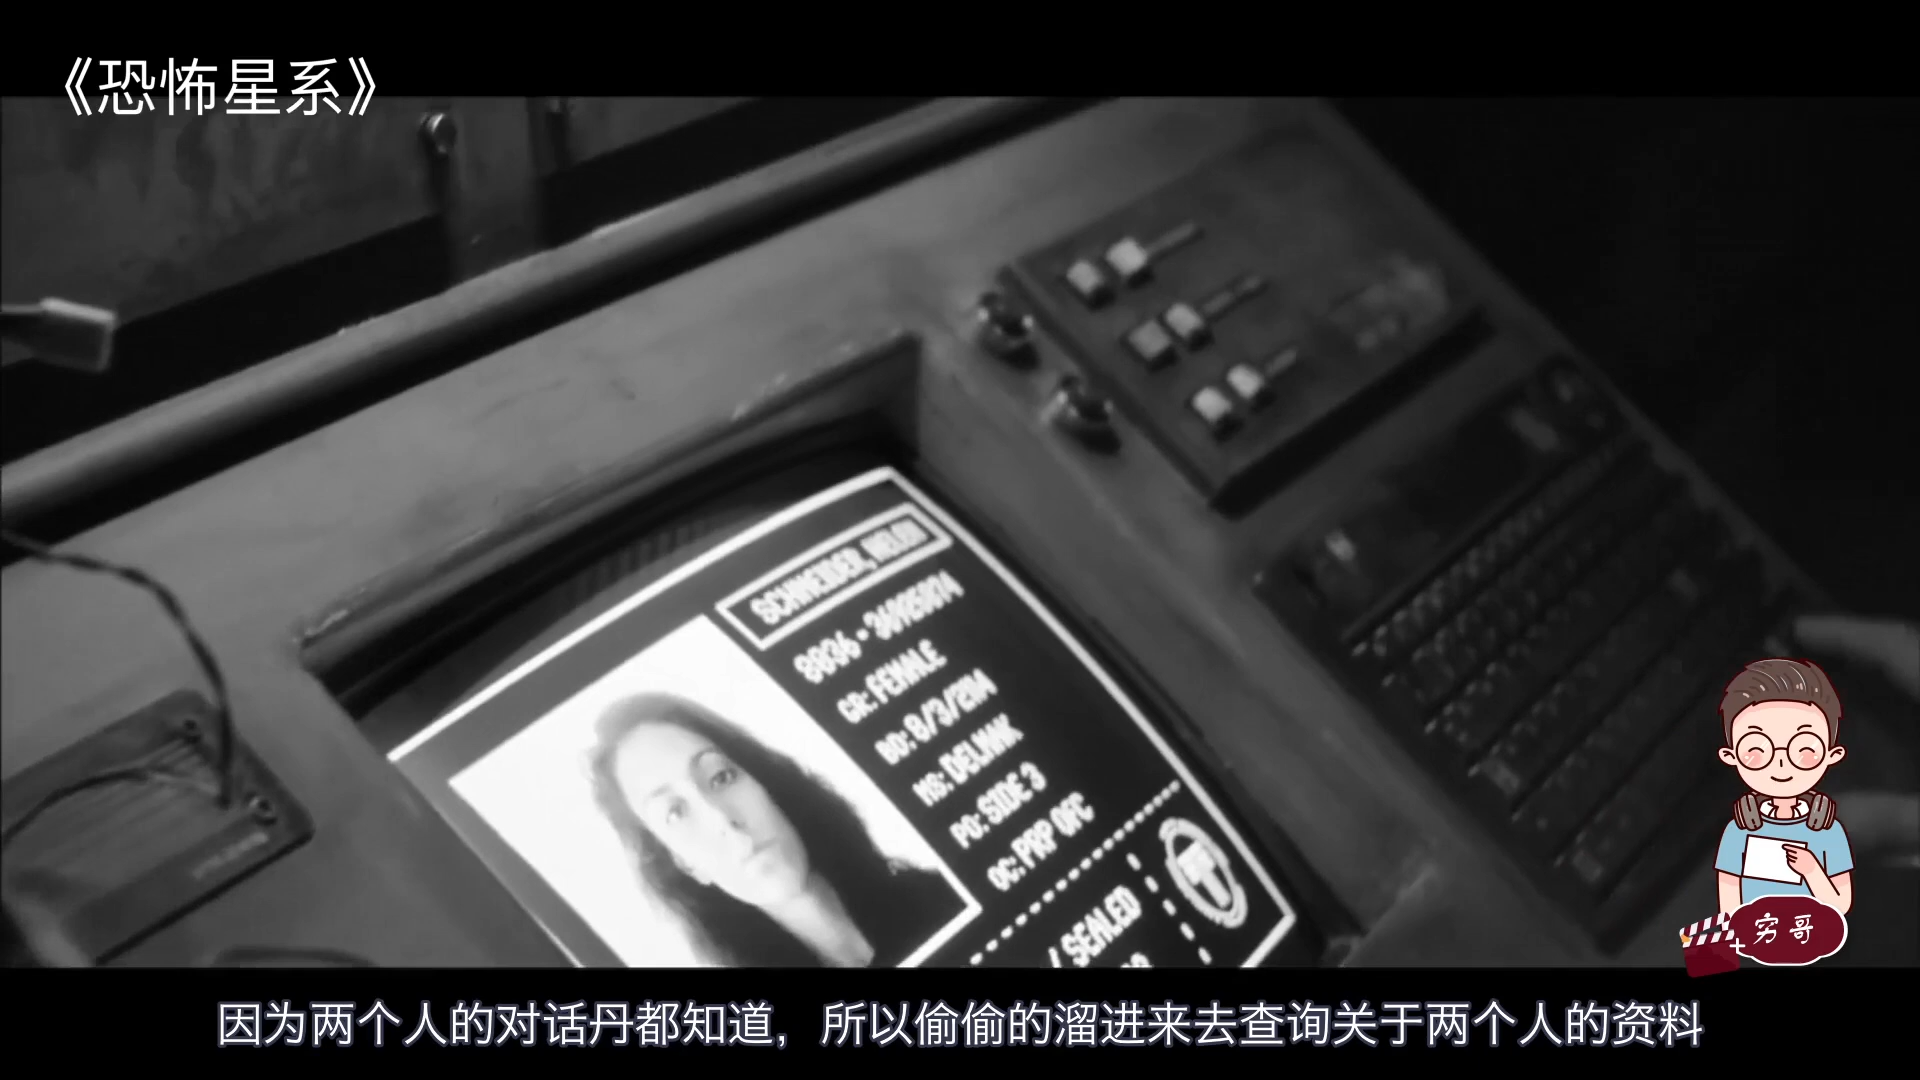 《恐怖星系》
SCHNEIDER, HELEN
GR: FEMALE
BD: 8/3/2114
PO: SIDE 3
OC: PRP OFC
/ SEALED
穷哥
因为两个人的对话丹都知道，所以偷偷的溜进来去查询关于两个人的资料